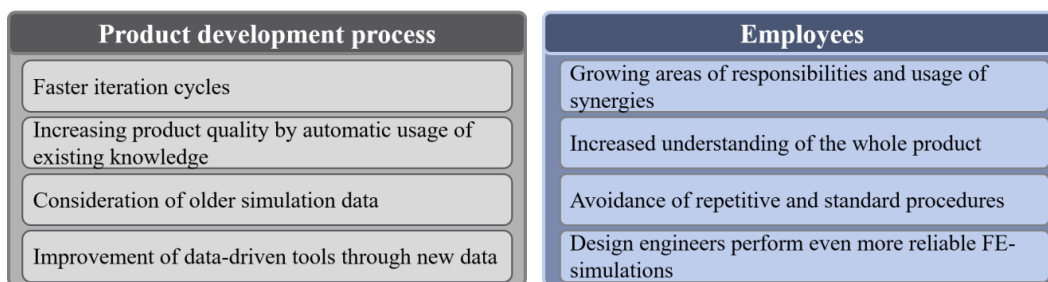 Product development process
Faster iteration cycles
Increasing product quality by automatic usage of
existing knowledge
Consideration of older simulation data
Improvement of data-driven tools through new data
Employees
Growing areas of responsibilities and usage of
synergies
Increased understanding of the whole product
Avoidance of repetitive and standard procedures
Design engineers perform even more reliable FE-
simulations